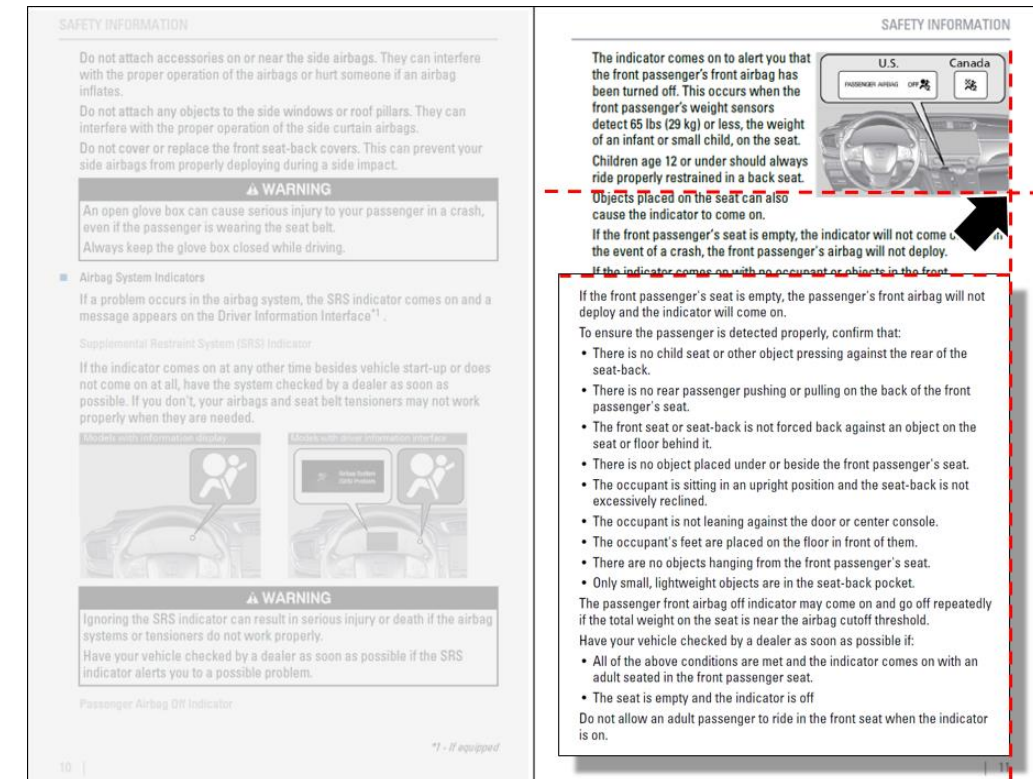 SAFETY INFORMATION
Do not attach accessories on or near the side airbags. They can interfere
with the proper operation of the airbags or hurt someone if an airbag
inflates.
Do not attach any objects to the side windows or roof pillars. They can
interfere with the proper operation of the side curtain airbags.
Do not cover or replace the front seat-back covers. This can prevent your
side airbags from properly deploying during a side impact.
WARNING
An open glove box can cause serious injury to your passenger in a crash,
even if the passenger is wearing the seat belt.
Always keep the glove box closed while driving.
■ Airbag System Indicators
If a problem occurs in the airbag system, the SRS indicator comes on and a
message appears on the Driver Information Interface*1 .
Supplemental Restraint System (SRS) Indicator
If the indicator comes on at any other time besides vehicle start-up or does
not come on at all, have the system checked by a dealer as soon as
possible. If you don't, your airbags and seat belt tensioners may not work
properly when they are needed.
Models with information display
Models with driver information interface
Airbag System
(SRS) Problem
WARNING
Ignoring the SRS indicator can result in serious injury or death if the airbag
systems or tensioners do not work properly.
Have your vehicle checked by a dealer as soon as possible if the SRS
indicator alerts you to a possible problem.
Passenger Airbag Off Indicator
*1 - If equipped
10 |
SAFETY INFORMATION
The indicator comes on to alert you that
the front passenger's front airbag has
been turned off. This occurs when the
front passenger's weight sensors
detect 65 lbs (29 kg) or less, the weight
of an infant or small child, on the seat.
Children age 12 or under should always
ride properly restrained in a back seat.
Objects placed on the seat can also
cause the indicator to come on.
U.S.
Canada
PASSENGER AIRBAG OFF
If the front passenger's seat is empty, the indicator will not come in
the event of a crash, the front passenger's airbag will not deploy.
If the indicator comes on with no occupant or objects in the front
If the front passenger's seat is empty, the passenger's front airbag will not
deploy and the indicator will come on.
To ensure the passenger is detected properly, confirm that:
• There is no child seat or other object pressing against the rear of the
seat-back.
• There is no rear passenger pushing or pulling on the back of the front
passenger's seat.
• The front seat or seat-back is not forced back against an object on the
seat or floor behind it.
• There is no object placed under or beside the front passenger's seat.
• The occupant is sitting in an upright position and the seat-back is not
excessively reclined.
• The occupant is not leaning against the door or center console.
• The occupant's feet are placed on the floor in front of them.
• There are no objects hanging from the front passenger's seat.
• Only small, lightweight objects are in the seat-back pocket.
The passenger front airbag off indicator may come on and go off repeatedly
if the total weight on the seat is near the airbag cutoff threshold.
Have your vehicle checked by a dealer as soon as possible if:
• All of the above conditions are met and the indicator comes on with an
adult seated in the front passenger seat.
• The seat is empty and the indicator is off
Do not allow an adult passenger to ride in the front seat when the indicator
is on.
| 11